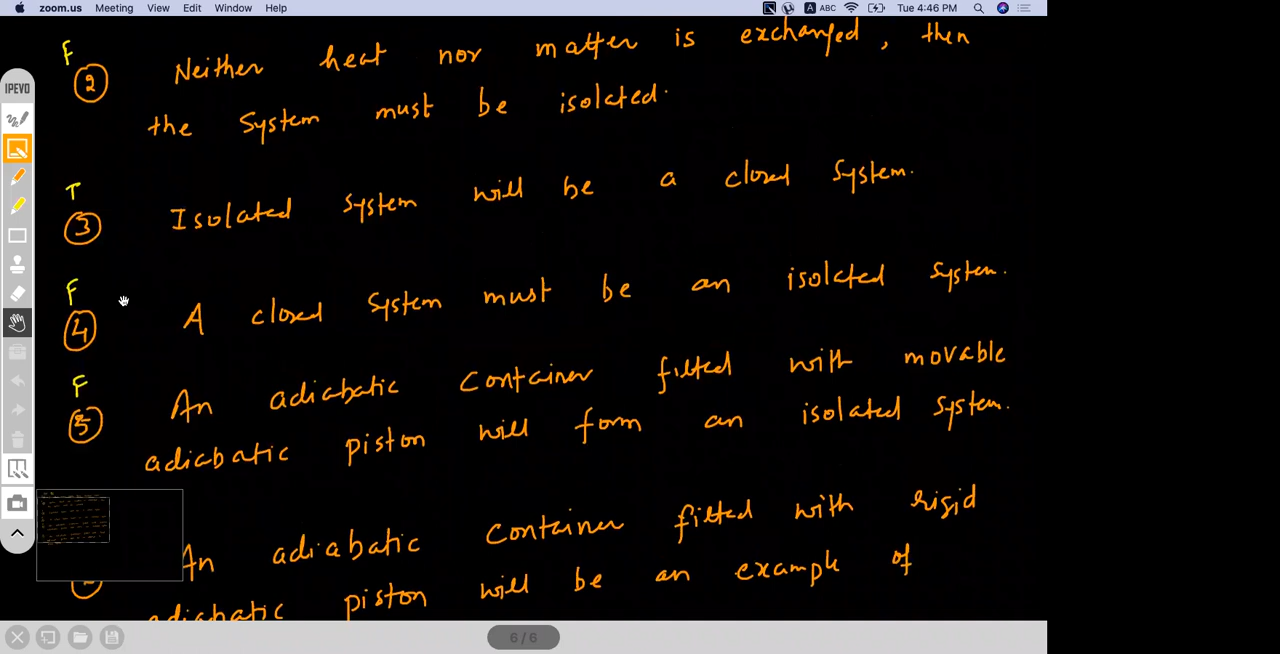 zoom.us Meeting View Edit Window Help A ABC Tue 4:46 PM
F
IPEVO
② Neither heat nor matter is exchanged, then
the system must be isolated.
T
③ Isolated system will be a closed system.
F
④ A closed system must be an isolated system.
F
⑤ An adiabatic container fitted with movable
adiabatic piston will form an isolated system.
An adiabatic container fitted with rigid
adiabatic piston will be an example of
6 / 6